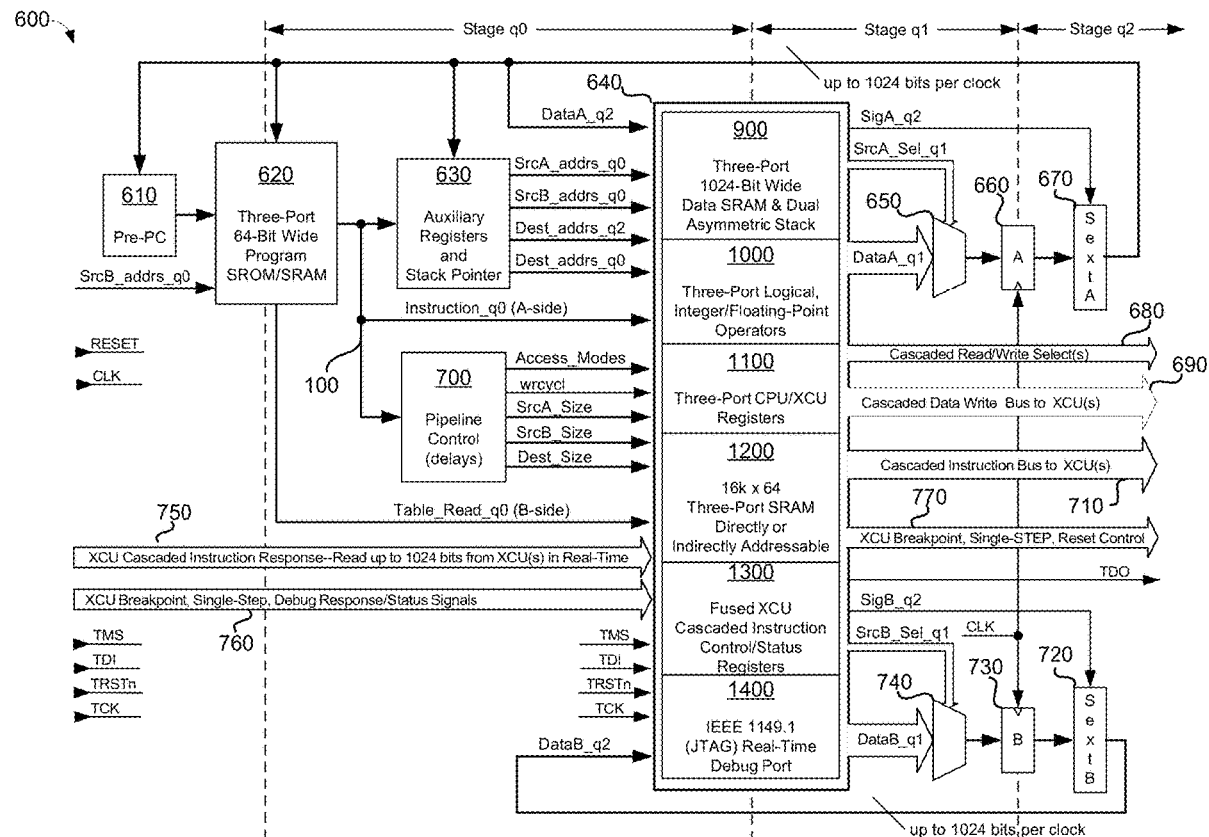 600
Stage q0
Stage q1
Stage q2
up to 1024 bits per clock
640
DataA_q2
SigA_q2
SrcA_Sel_q1
610
Pre-PC
620
Three-Port
64-Bit Wide
Program
SROM/SRAM
630
Auxiliary
Registers
and
Stack Pointer
SrcA_addrs_q0
SrcB_addrs_q0
Dest_addrs_q2
Dest_addrs_q0
SrcB_addrs_q0
Instruction_q0 (A-side)
100
RESET
CLK
700
Pipeline
Control
(delays)
Access_Modes
wrcycl
SrcA_Size
SrcB_Size
Dest_Size
Table_Read_q0 (B-side)
750
XCU Cascaded Instruction Response--Read up to 1024 bits from XCU(s) in Real-Time
XCU Breakpoint, Single-Step, Debug Response/Status Signals
760
TMS
TDI
TRSTn
TCK
TMS
TDI
TRSTn
TCK
DataB_q2
900
Three-Port
1024-Bit Wide
Data SRAM & Dual
Asymmetric Stack
1000
Three-Port Logical,
Integer/Floating-Point
Operators
1100
Three-Port CPU/XCU
Registers
1200
16k x 64
Three-Port SRAM
Directly or
Indirectly Addressable
1300
Fused XCU
Cascaded Instruction
Control/Status
Registers
1400
IEEE 1149.1
(JTAG) Real-Time
Debug Port
650
DataA_q1
660
A
670
SextA
680
Cascaded Read/Write Select(s)
690
Cascaded Data Write Bus to XCU(s)
Cascaded Instruction Bus to XCU(s)
710
770
XCU Breakpoint, Single-STEP, Reset Control
TDO
SigB_q2
SrcB_Sel_q1
CLK
740
DataB_q1
730
B
720
SextB
up to 1024 bits per clock